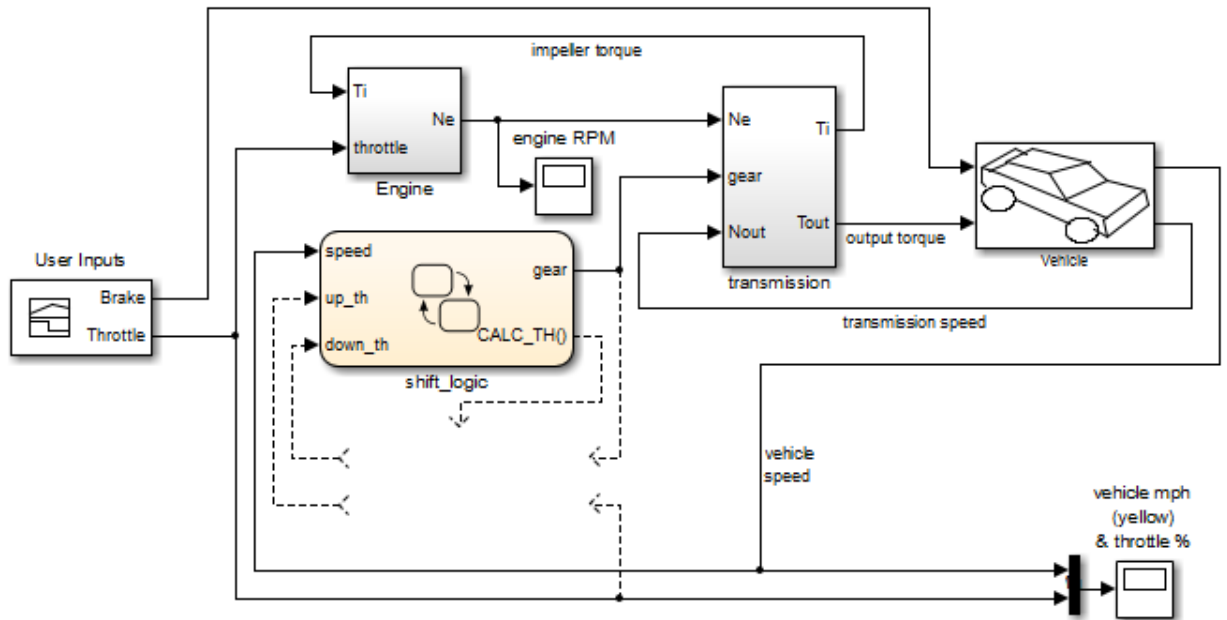 impeller torque
Ti
Ne
throttle
Engine
engine RPM
Ne
Ti
gear
Nout
Tout
transmission
output torque
Vehicle
transmission speed
User Inputs
Brake
Throttle
speed
gear
up_th
CALC_TH()
down_th
shift_logic
vehicle
speed
vehicle mph
(yellow)
& throttle %